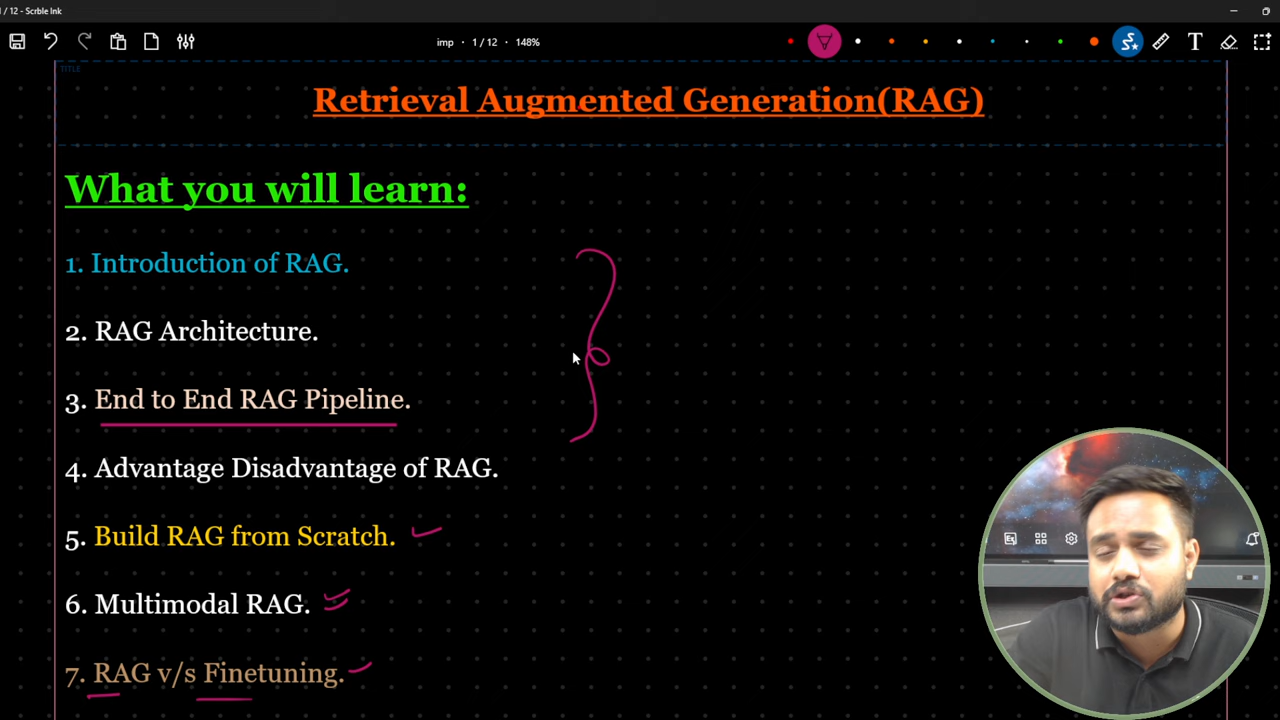 / 12 - Scrble Ink
imp · 1 / 12 · 148%
T
TITLE
Retrieval Augmented Generation(RAG)
What you will learn:
1. Introduction of RAG.
2. RAG Architecture.
3. End to End RAG Pipeline.
4. Advantage Disadvantage of RAG.
5. Build RAG from Scratch.
6. Multimodal RAG.
7. RAG v/s Finetuning.